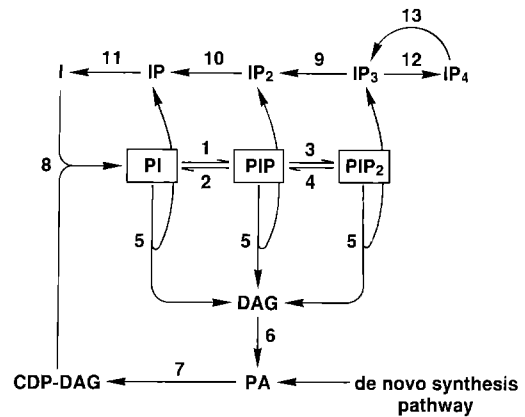 13
11 10 9 12
I IP IP₂ IP₃ IP₄
1 3
8 PI PIP PIP₂
2 4
5 5 5
DAG
6
7
CDP-DAG PA de novo synthesis
pathway